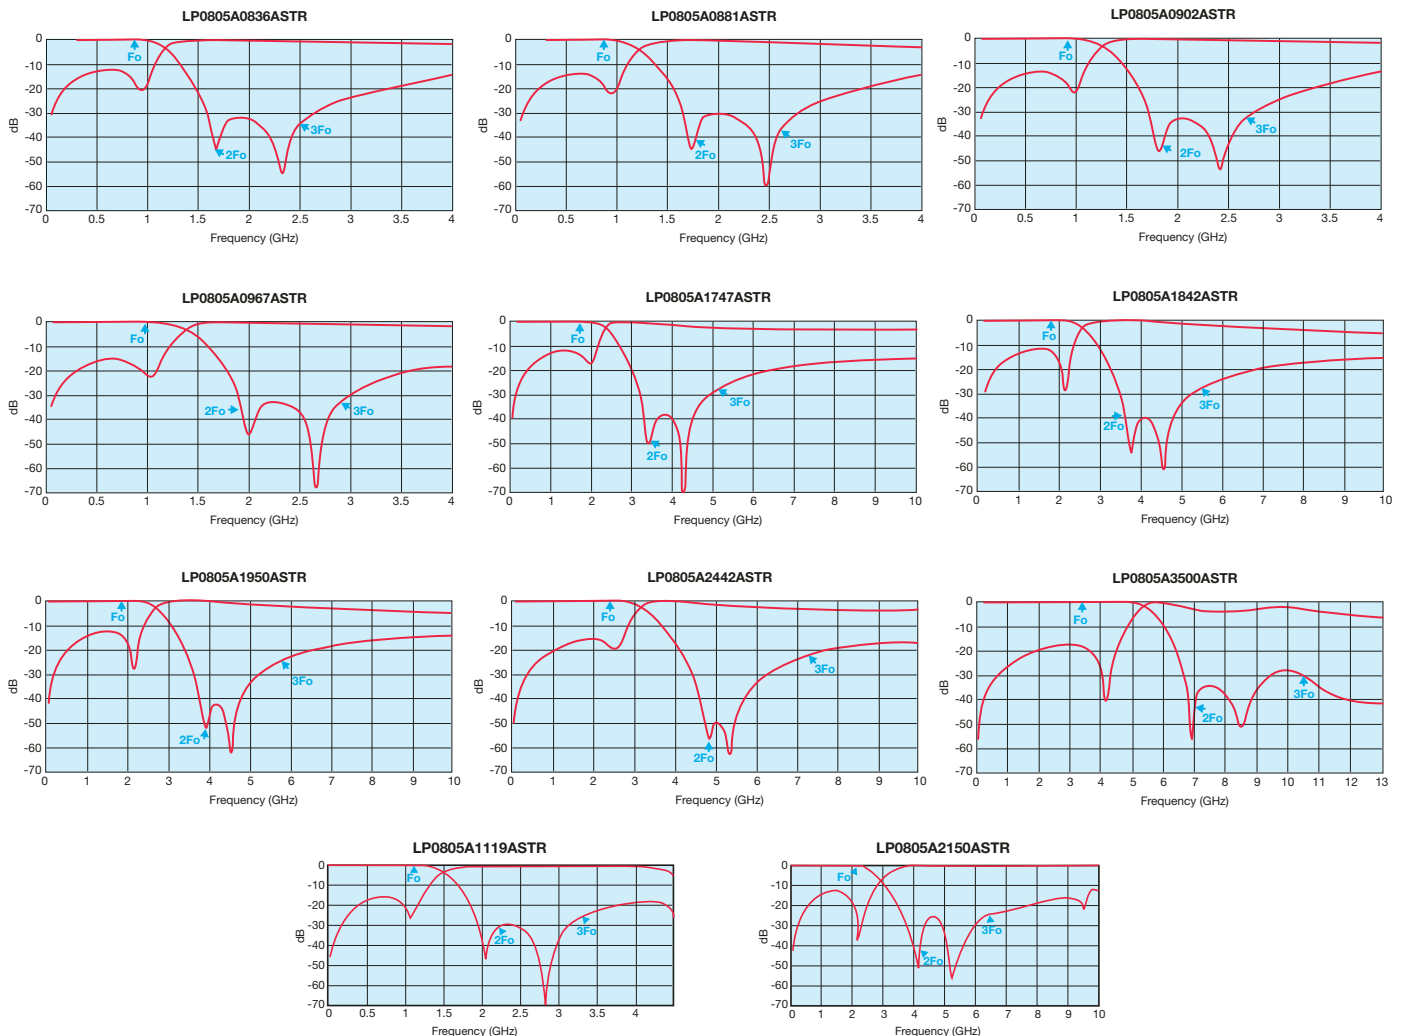 LP0805A0836ASTR
0
-10
-20
-30
-40
-50
-60
-70
dB
Fo
2Fo
3Fo
0 0.5 1 1.5 2 2.5 3 3.5 4
Frequency (GHz)
LP0805A0881ASTR
0
-10
-20
-30
-40
-50
-60
-70
dB
Fo
2Fo
3Fo
0 0.5 1 1.5 2 2.5 3 3.5 4
Frequency (GHz)
LP0805A0902ASTR
0
-10
-20
-30
-40
-50
-60
-70
dB
Fo
2Fo
3Fo
0 0.5 1 1.5 2 2.5 3 3.5 4
Frequency (GHz)
LP0805A0967ASTR
0
-10
-20
-30
-40
-50
-60
-70
dB
Fo
2Fo
3Fo
0 0.5 1 1.5 2 2.5 3 3.5 4
Frequency (GHz)
LP0805A1747ASTR
0
-10
-20
-30
-40
-50
-60
-70
dB
Fo
2Fo
3Fo
0 1 2 3 4 5 6 7 8 9 10
Frequency (GHz)
LP0805A1842ASTR
0
-10
-20
-30
-40
-50
-60
-70
dB
Fo
2Fo
3Fo
0 1 2 3 4 5 6 7 8 9 10
Frequency (GHz)
LP0805A1950ASTR
0
-10
-20
-30
-40
-50
-60
-70
dB
Fo
2Fo
3Fo
0 1 2 3 4 5 6 7 8 9 10
Frequency (GHz)
LP0805A2442ASTR
0
-10
-20
-30
-40
-50
-60
-70
dB
Fo
2Fo
3Fo
0 1 2 3 4 5 6 7 8 9 10
Frequency (GHz)
LP0805A3500ASTR
0
-10
-20
-30
-40
-50
-60
-70
dB
Fo
2Fo
3Fo
0 1 2 3 4 5 6 7 8 9 10 11 12 13
Frequency (GHz)
LP0805A1119ASTR
0
-10
-20
-30
-40
-50
-60
-70
dB
Fo
2Fo
3Fo
0 0.5 1 1.5 2 2.5 3 3.5 4
Frequency (GHz)
LP0805A2150ASTR
0
-10
-20
-30
-40
-50
-60
-70
dB
Fo
2Fo
3Fo
0 1 2 3 4 5 6 7 8 9 10
Frequency (GHz)